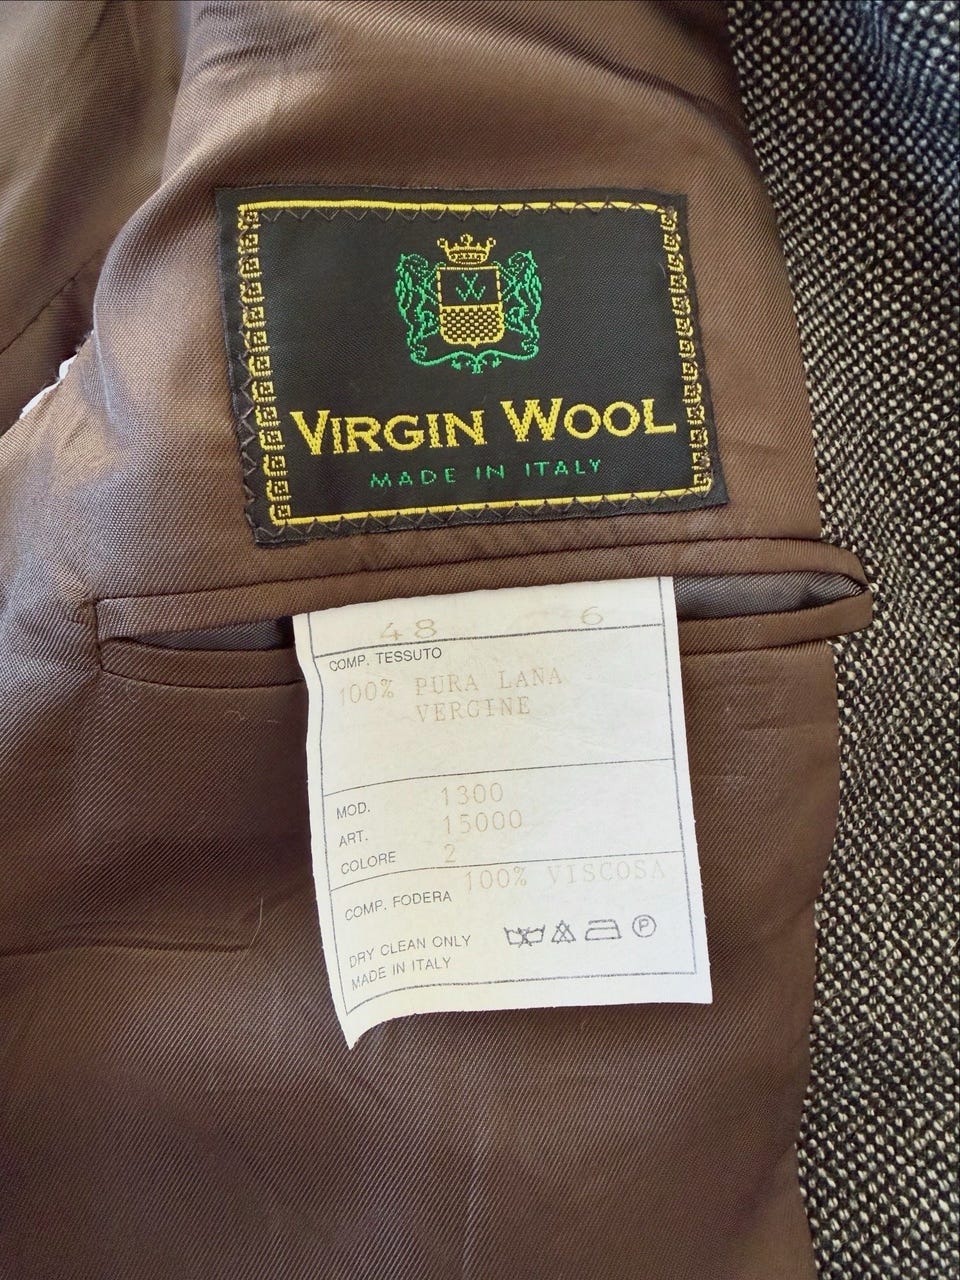 W
VIRGIN WOOL
MADE IN ITALY
48 6
COMP. TESSUTO
100% PURA LANA
VERGINE
MOD. 1300
ART. 15000
COLORE 2
COMP. FODERA 100% VISCOSA
DRY CLEAN ONLY P
MADE IN ITALY